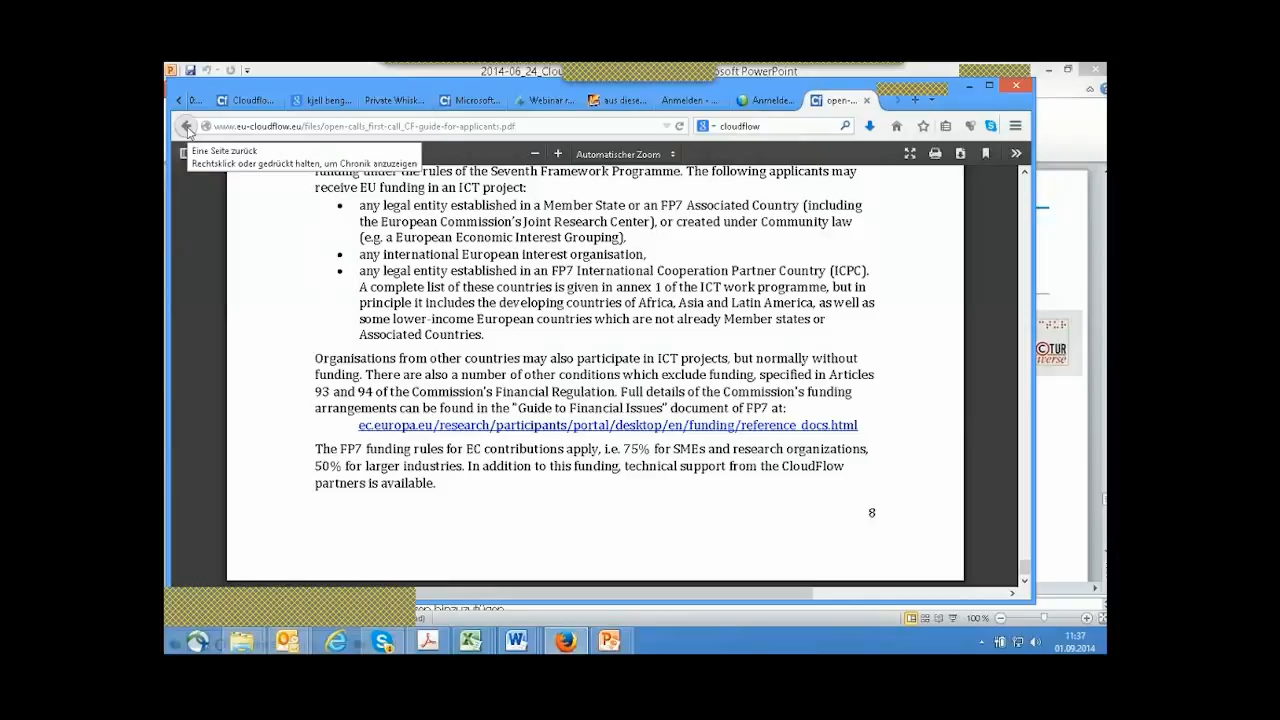 2014-06_24_Clou
osoft PowerPoint
0...
Cloudflo...
kjell beng...
Private Whisk...
Microsoft...
Webinar r...
aus diese...
Anmelden -...
Anmelde...
open-...
www.eu-cloudflow.eu/files/open-calls_first-call_CF-guide-for-applicants.pdf
cloudflow
Eine Seite zurück
Rechtsklick oder gedrückt halten, um Chronik anzuzeigen
Automatischer Zoom
funding under the rules of the Seventh Framework Programme. The following applicants may
receive EU funding in an ICT project:
• any legal entity established in a Member State or an FP7 Associated Country (including
the European Commission's Joint Research Center), or created under Community law
(e.g. a European Economic Interest Grouping),
• any international European interest organisation,
• any legal entity established in an FP7 International Cooperation Partner Country (ICPC).
A complete list of these countries is given in annex 1 of the ICT work programme, but in
principle it includes the developing countries of Africa, Asia and Latin America, as well as
some lower-income European countries which are not already Member states or
Associated Countries.
Organisations from other countries may also participate in ICT projects, but normally without
funding. There are also a number of other conditions which exclude funding, specified in Articles
93 and 94 of the Commission's Financial Regulation. Full details of the Commission's funding
arrangements can be found in the "Guide to Financial Issues" document of FP7 at:
ec.europa.eu/research/participants/portal/desktop/en/funding/reference_docs.html
The FP7 funding rules for EC contributions apply, i.e. 75% for SMEs and research organizations,
50% for larger industries. In addition to this funding, technical support from the CloudFlow
partners is available.
8
CTUR
verse
100 %
11:37
01.09.2014